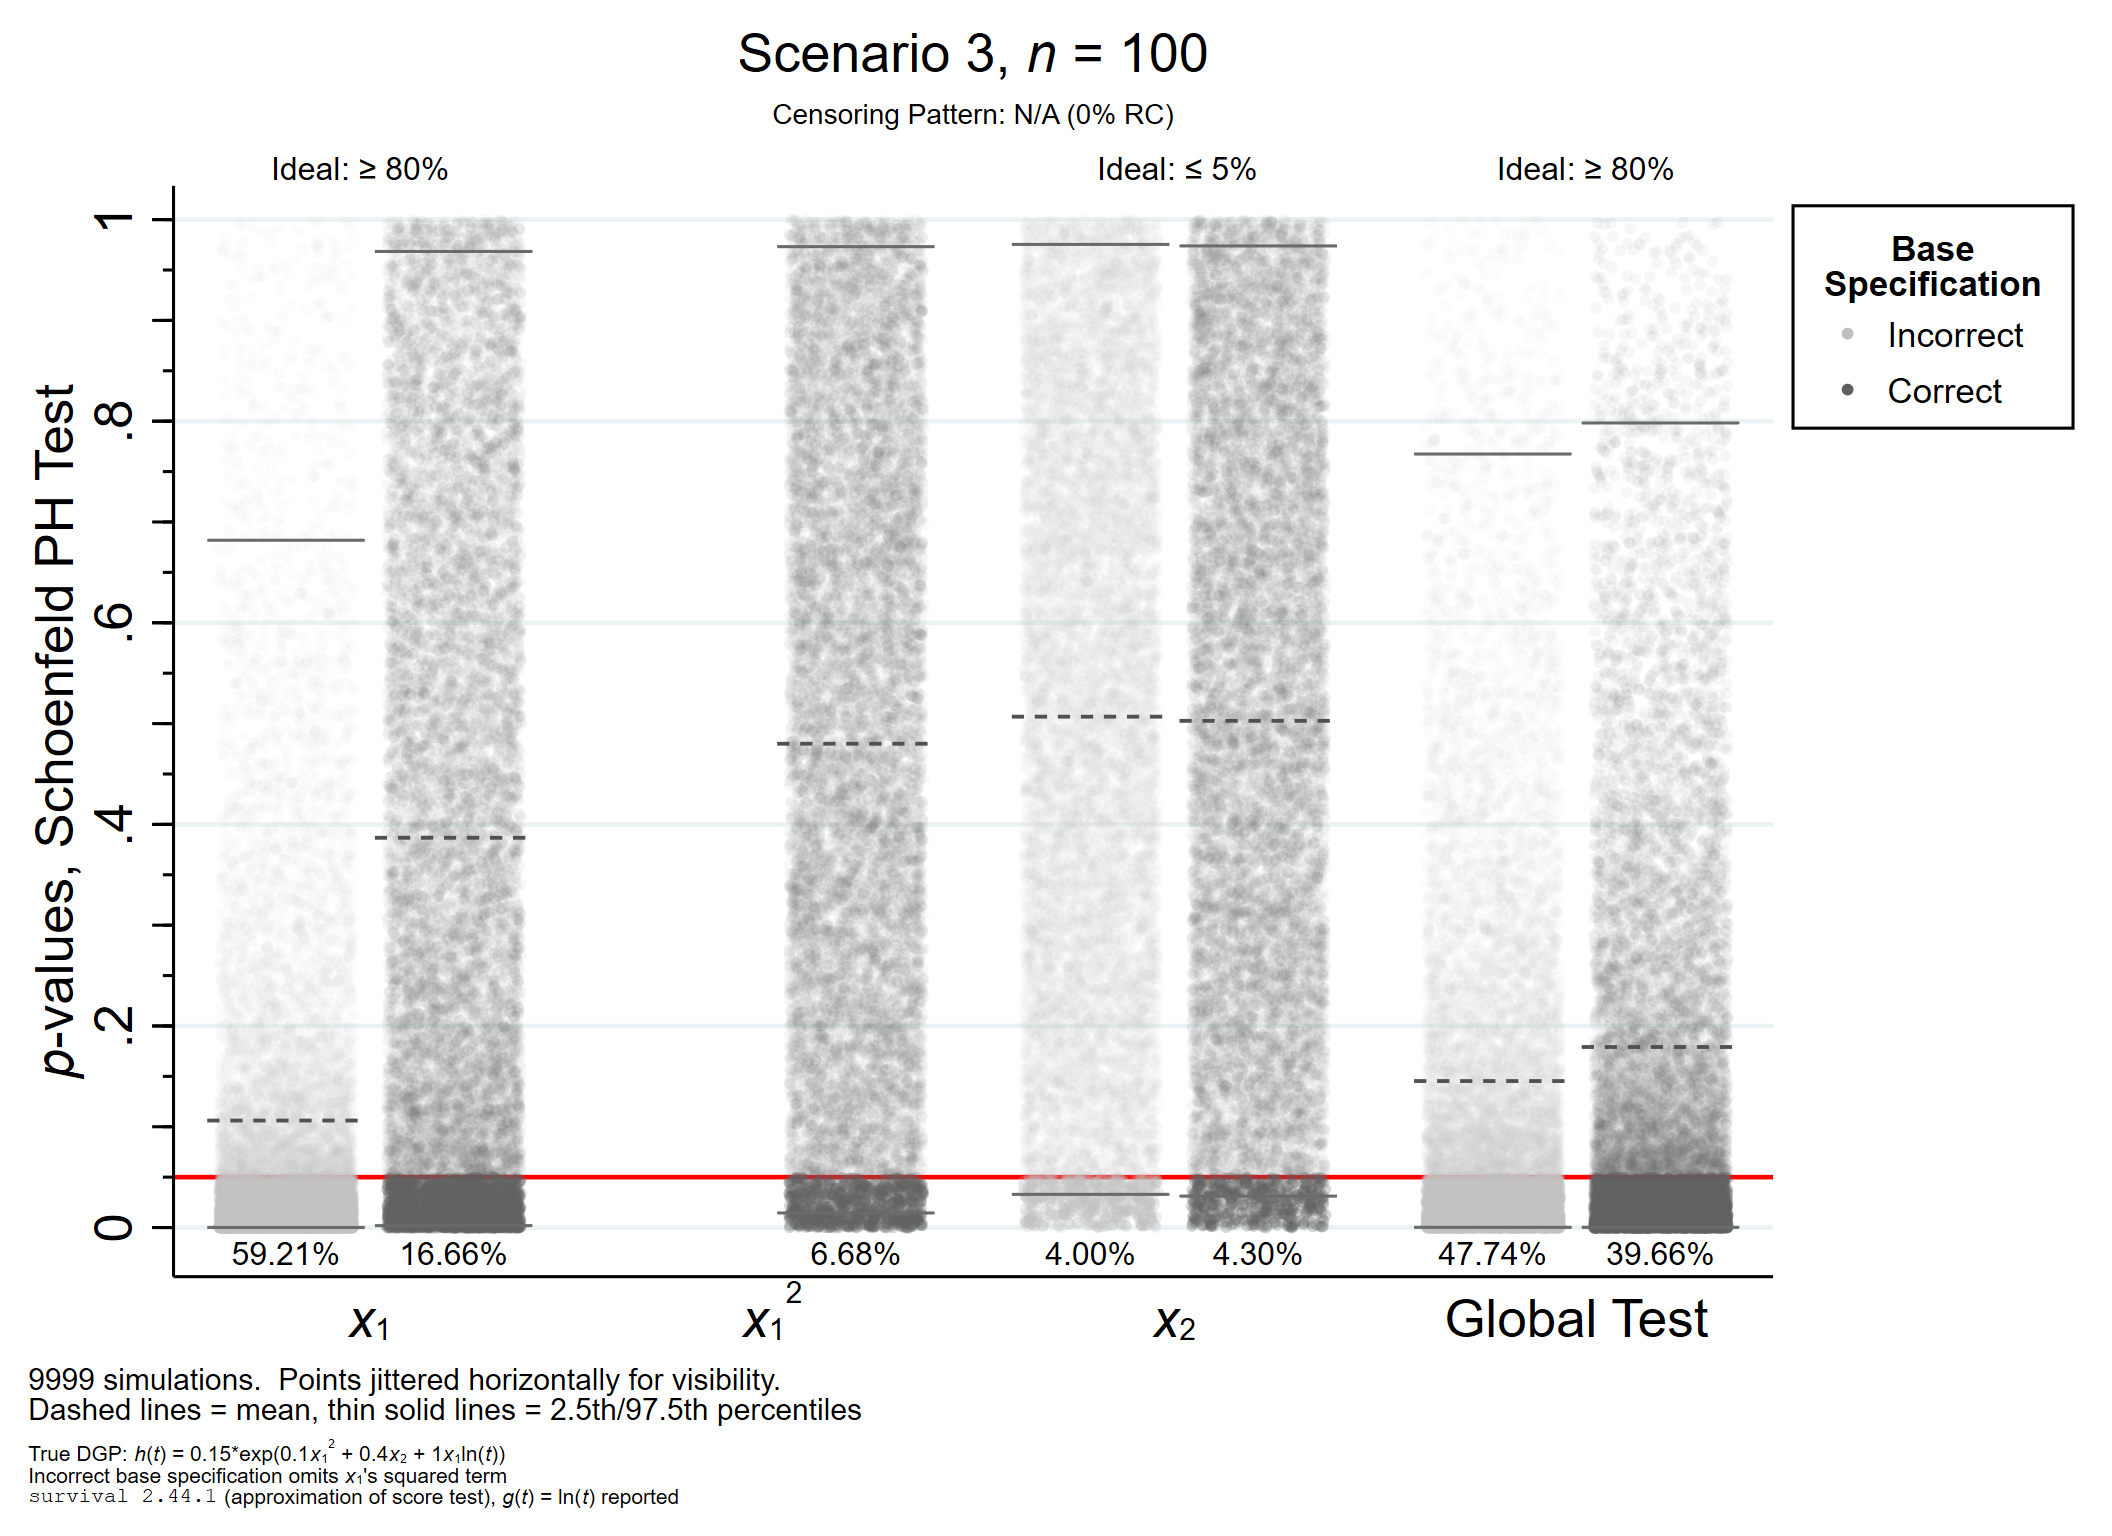 Scenario 3, n = 100
Censoring Pattern: N/A (0% RC)
Ideal: ≥ 80%
Ideal: ≤ 5%
Ideal: ≥ 80%
p-values, Schoenfeld PH Test
1
.8
.6
.4
.2
0
Base
Specification
Incorrect
Correct
59.21%
16.66%
6.68%
4.00%
4.30%
47.74%
39.66%
x₁
x₁²
x₂
Global Test
9999 simulations.  Points jittered horizontally for visibility.
Dashed lines = mean, thin solid lines = 2.5th/97.5th percentiles
True DGP: h(t) = 0.15*exp(0.1x₁² + 0.4x₂ + 1x₁ln(t))
Incorrect base specification omits x₁'s squared term
survival 2.44.1 (approximation of score test), g(t) = ln(t) reported